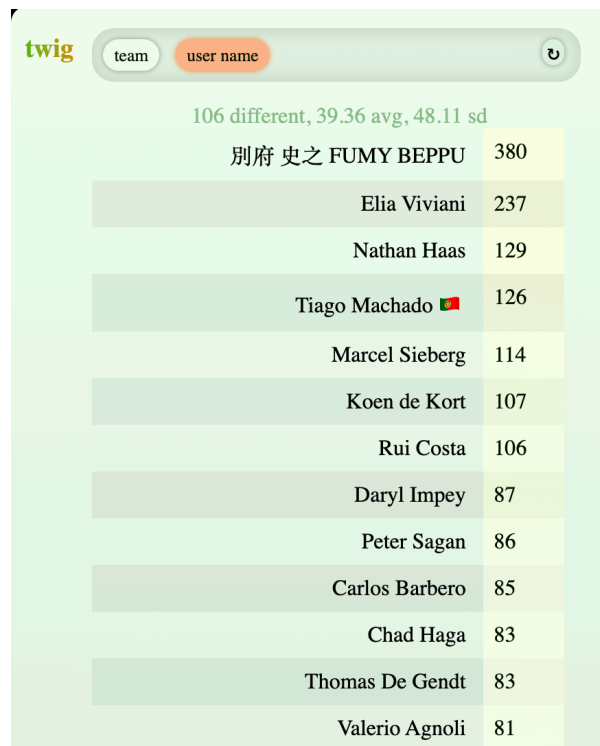 twig team user name ↻
106 different, 39.36 avg, 48.11 sd
別府 史之 FUMY BEPPU 380
Elia Viviani 237
Nathan Haas 129
Tiago Machado 🇵🇹 126
Marcel Sieberg 114
Koen de Kort 107
Rui Costa 106
Daryl Impey 87
Peter Sagan 86
Carlos Barbero 85
Chad Haga 83
Thomas De Gendt 83
Valerio Agnoli 81